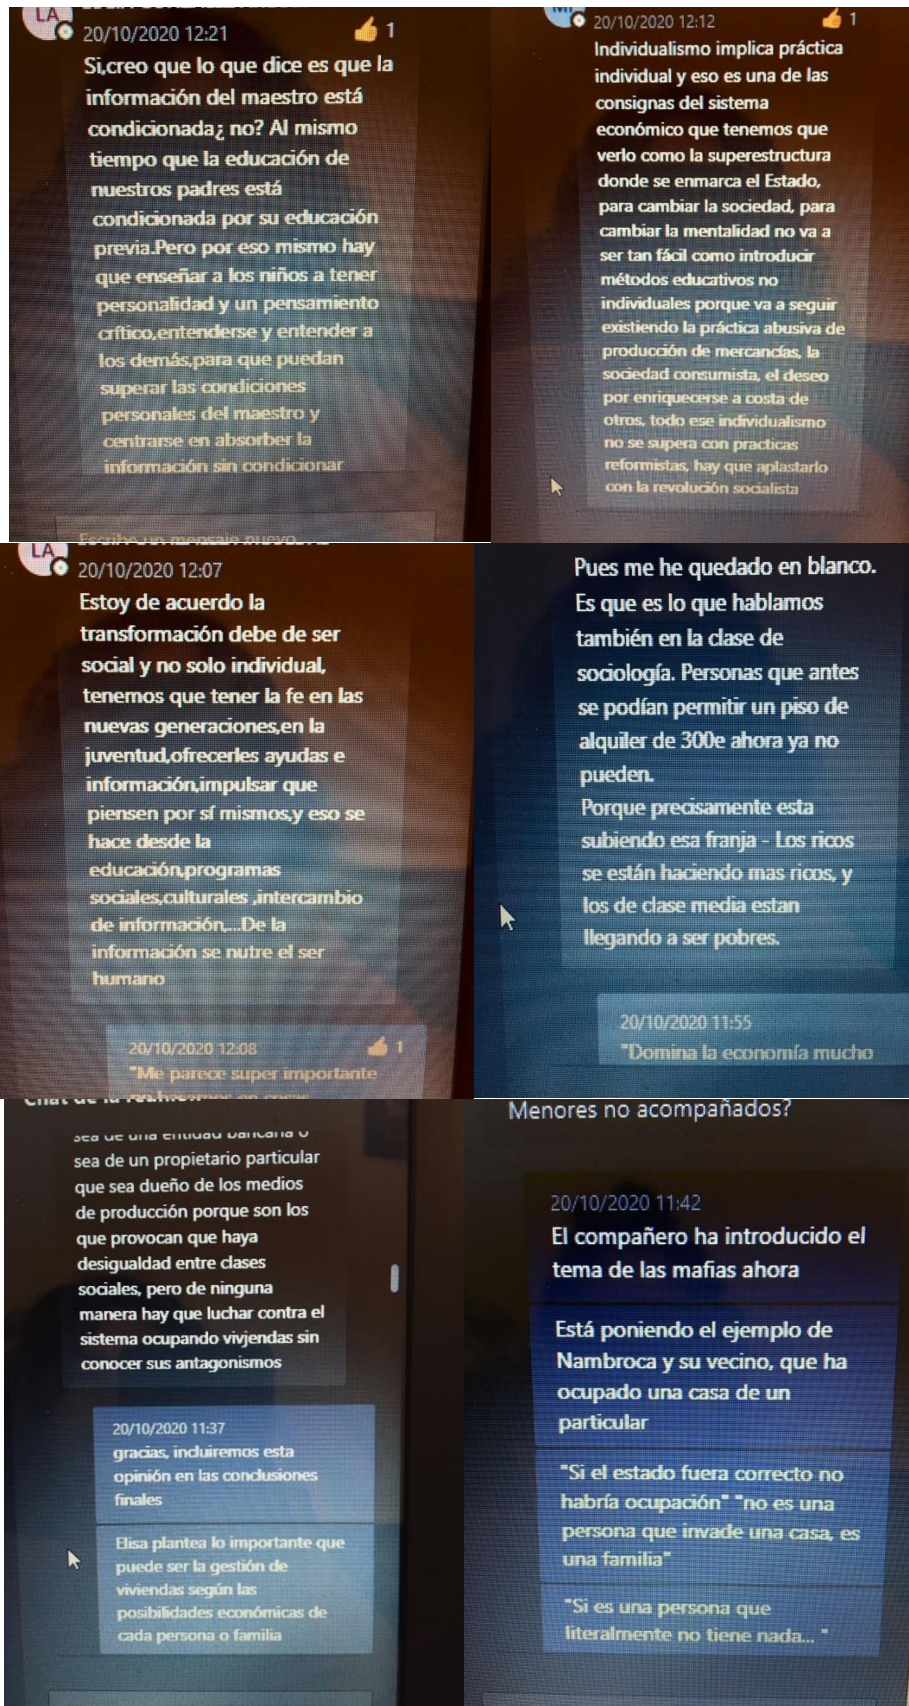 LA
20/10/2020 12:21
1
Si,creo que lo que dice es que la
información del maestro está
condicionada¿ no? Al mismo
tiempo que la educación de
nuestros padres está
condicionada por su educación
previa.Pero por eso mismo hay
que enseñar a los niños a tener
personalidad y un pensamiento
crítico,entenderse y entender a
los demás,para que puedan
superar las condiciones
personales del maestro y
centrarse en absorber la
información sin condicionar
Escribe un mensaje nuevo
20/10/2020 12:12
1
Individualismo implica práctica
individual y eso es una de las
consignas del sistema
económico que tenemos que
verlo como la superestructura
donde se enmarca el Estado,
para cambiar la sociedad, para
cambiar la mentalidad no va a
ser tan fácil como introducir
métodos educativos no
individuales porque va a seguir
existiendo la práctica abusiva de
producción de mercancías, la
sociedad consumista, el deseo
por enriquecerse a costa de
otros, todo ese individualismo
no se supera con practicas
reformistas, hay que aplastarlo
con la revolución socialista
LA
20/10/2020 12:07
Estoy de acuerdo la
transformación debe de ser
social y no solo individual,
tenemos que tener la fe en las
nuevas generaciones,en la
juventud,ofrecerles ayudas e
información,impulsar que
piensen por sí mismos,y eso se
hace desde la
educación,programas
sociales,culturales ,intercambio
de información,...De la
información se nutre el ser
humano
20/10/2020 12:08
1
"Me parece super importante
Pues me he quedado en blanco.
Es que es lo que hablamos
también en la clase de
sociología. Personas que antes
se podían permitir un piso de
alquiler de 300e ahora ya no
pueden.
Porque precisamente esta
subiendo esa franja - Los ricos
se están haciendo mas ricos, y
los de clase media estan
llegando a ser pobres.
20/10/2020 11:55
"Domina la economía mucho
Chat de la reunión
sea de una entidad bancaria o
sea de un propietario particular
que sea dueño de los medios
de producción porque son los
que provocan que haya
desigualdad entre clases
sociales, pero de ninguna
manera hay que luchar contra el
sistema ocupando vivjendas sin
conocer sus antagonismos
20/10/2020 11:37
gracias, incluiremos esta
opinión en las conclusiones
finales
Elisa plantea lo importante que
puede ser la gestión de
viviendas según las
posibilidades económicas de
cada persona o familia
Menores no acompañados?
20/10/2020 11:42
El compañero ha introducido el
tema de las mafias ahora
Está poniendo el ejemplo de
Nambroca y su vecino, que ha
ocupado una casa de un
particular
"Si el estado fuera correcto no
habría ocupación" "no es una
persona que invade una casa, es
una familia"
"Si es una persona que
literalmente no tiene nada... "